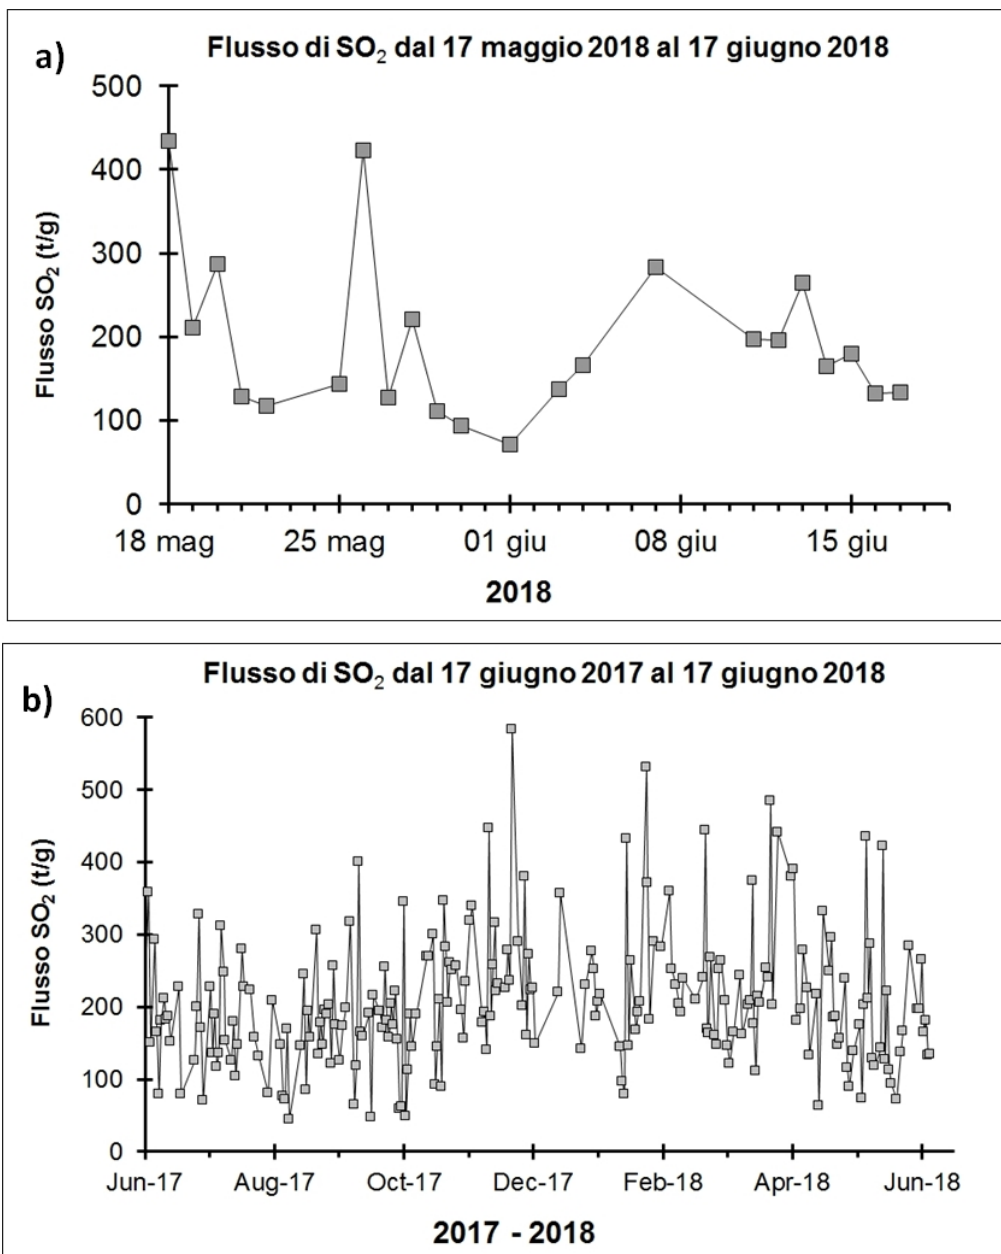 a)
Flusso di SO₂ dal 17 maggio 2018 al 17 giugno 2018
500
400
300
200
100
0
Flusso SO₂ (t/g)
18 mag 25 mag 01 giu 08 giu 15 giu
2018
b)
Flusso di SO₂ dal 17 giugno 2017 al 17 giugno 2018
600
500
400
300
200
100
0
Flusso SO₂ (t/g)
Jun-17 Aug-17 Oct-17 Dec-17 Feb-18 Apr-18 Jun-18
2017 - 2018